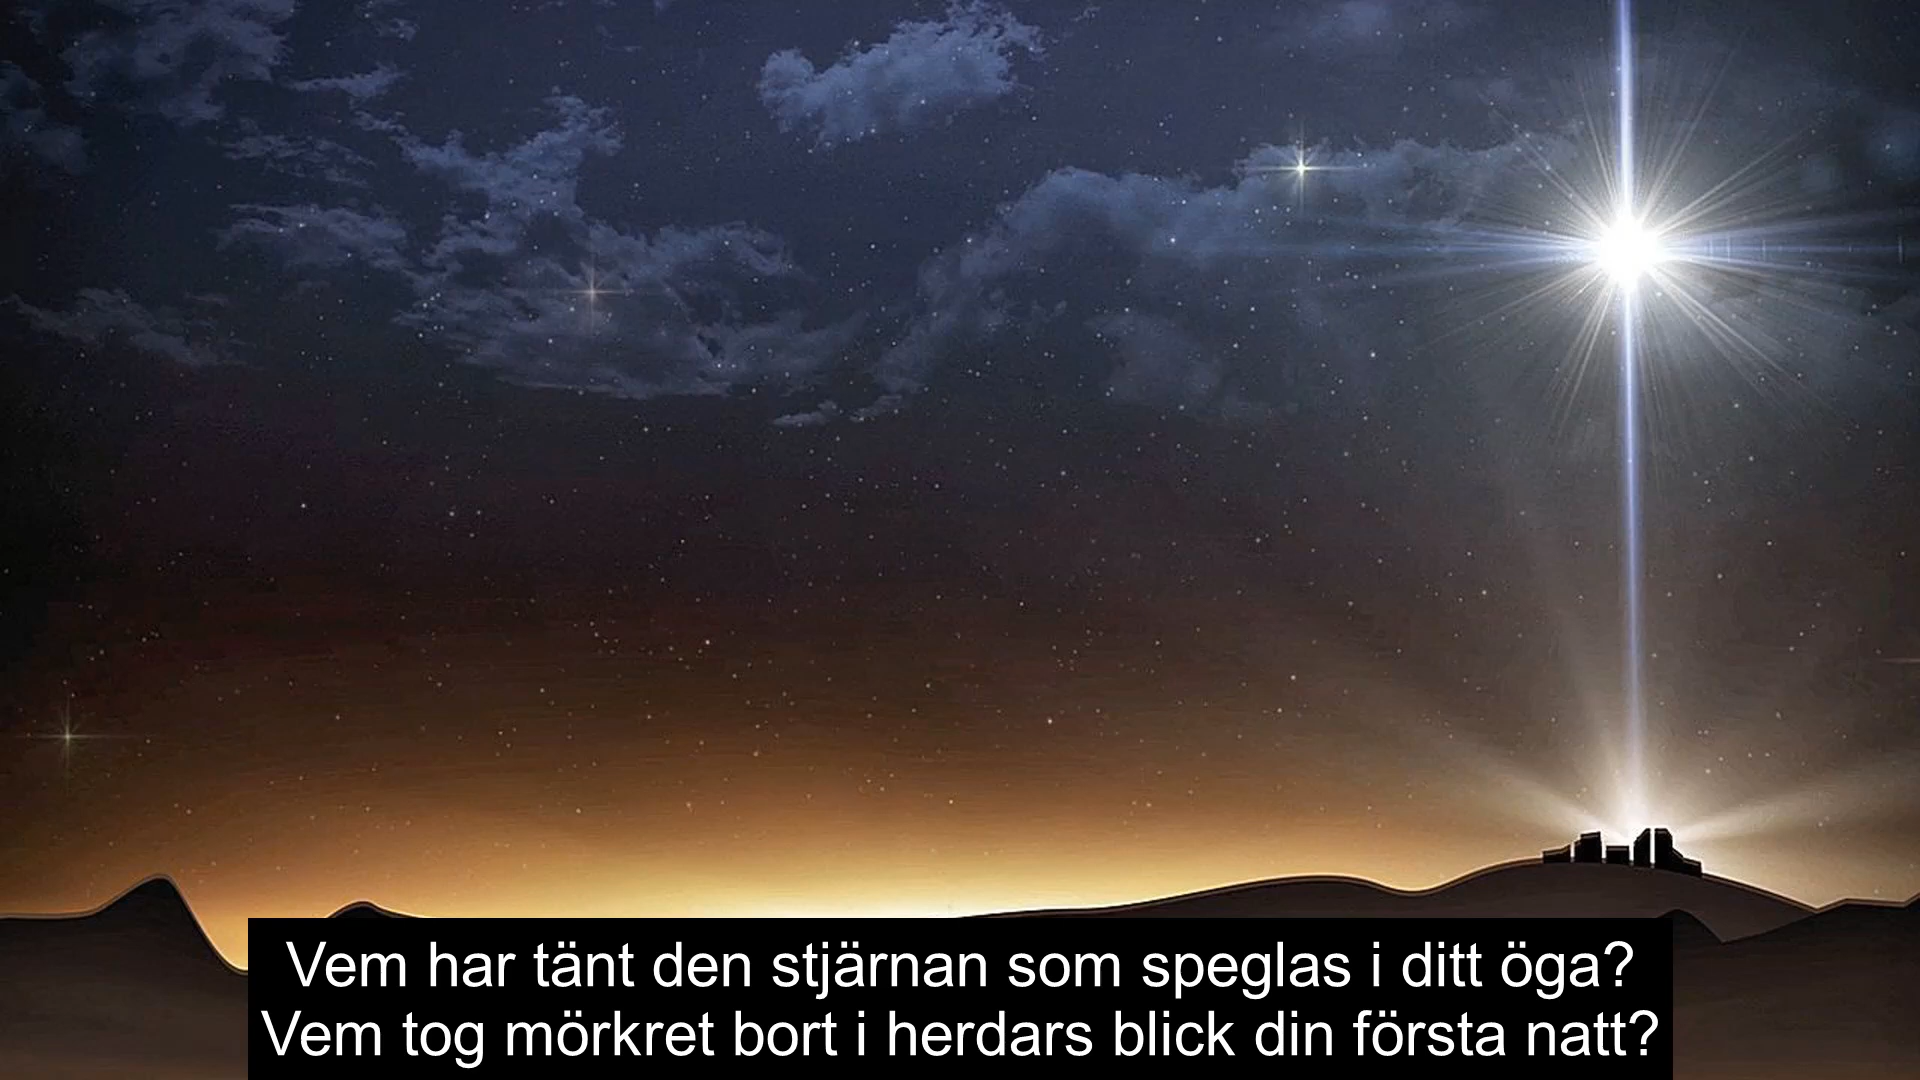 Vem har tänt den stjärnan som speglas i ditt öga?
Vem tog mörkret bort i herdars blick din första natt?